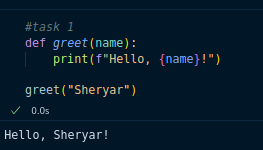 #task 1
def greet(name):
    print(f"Hello, {name}!")
greet("Sheryar")
0.0s
Hello, Sheryar!